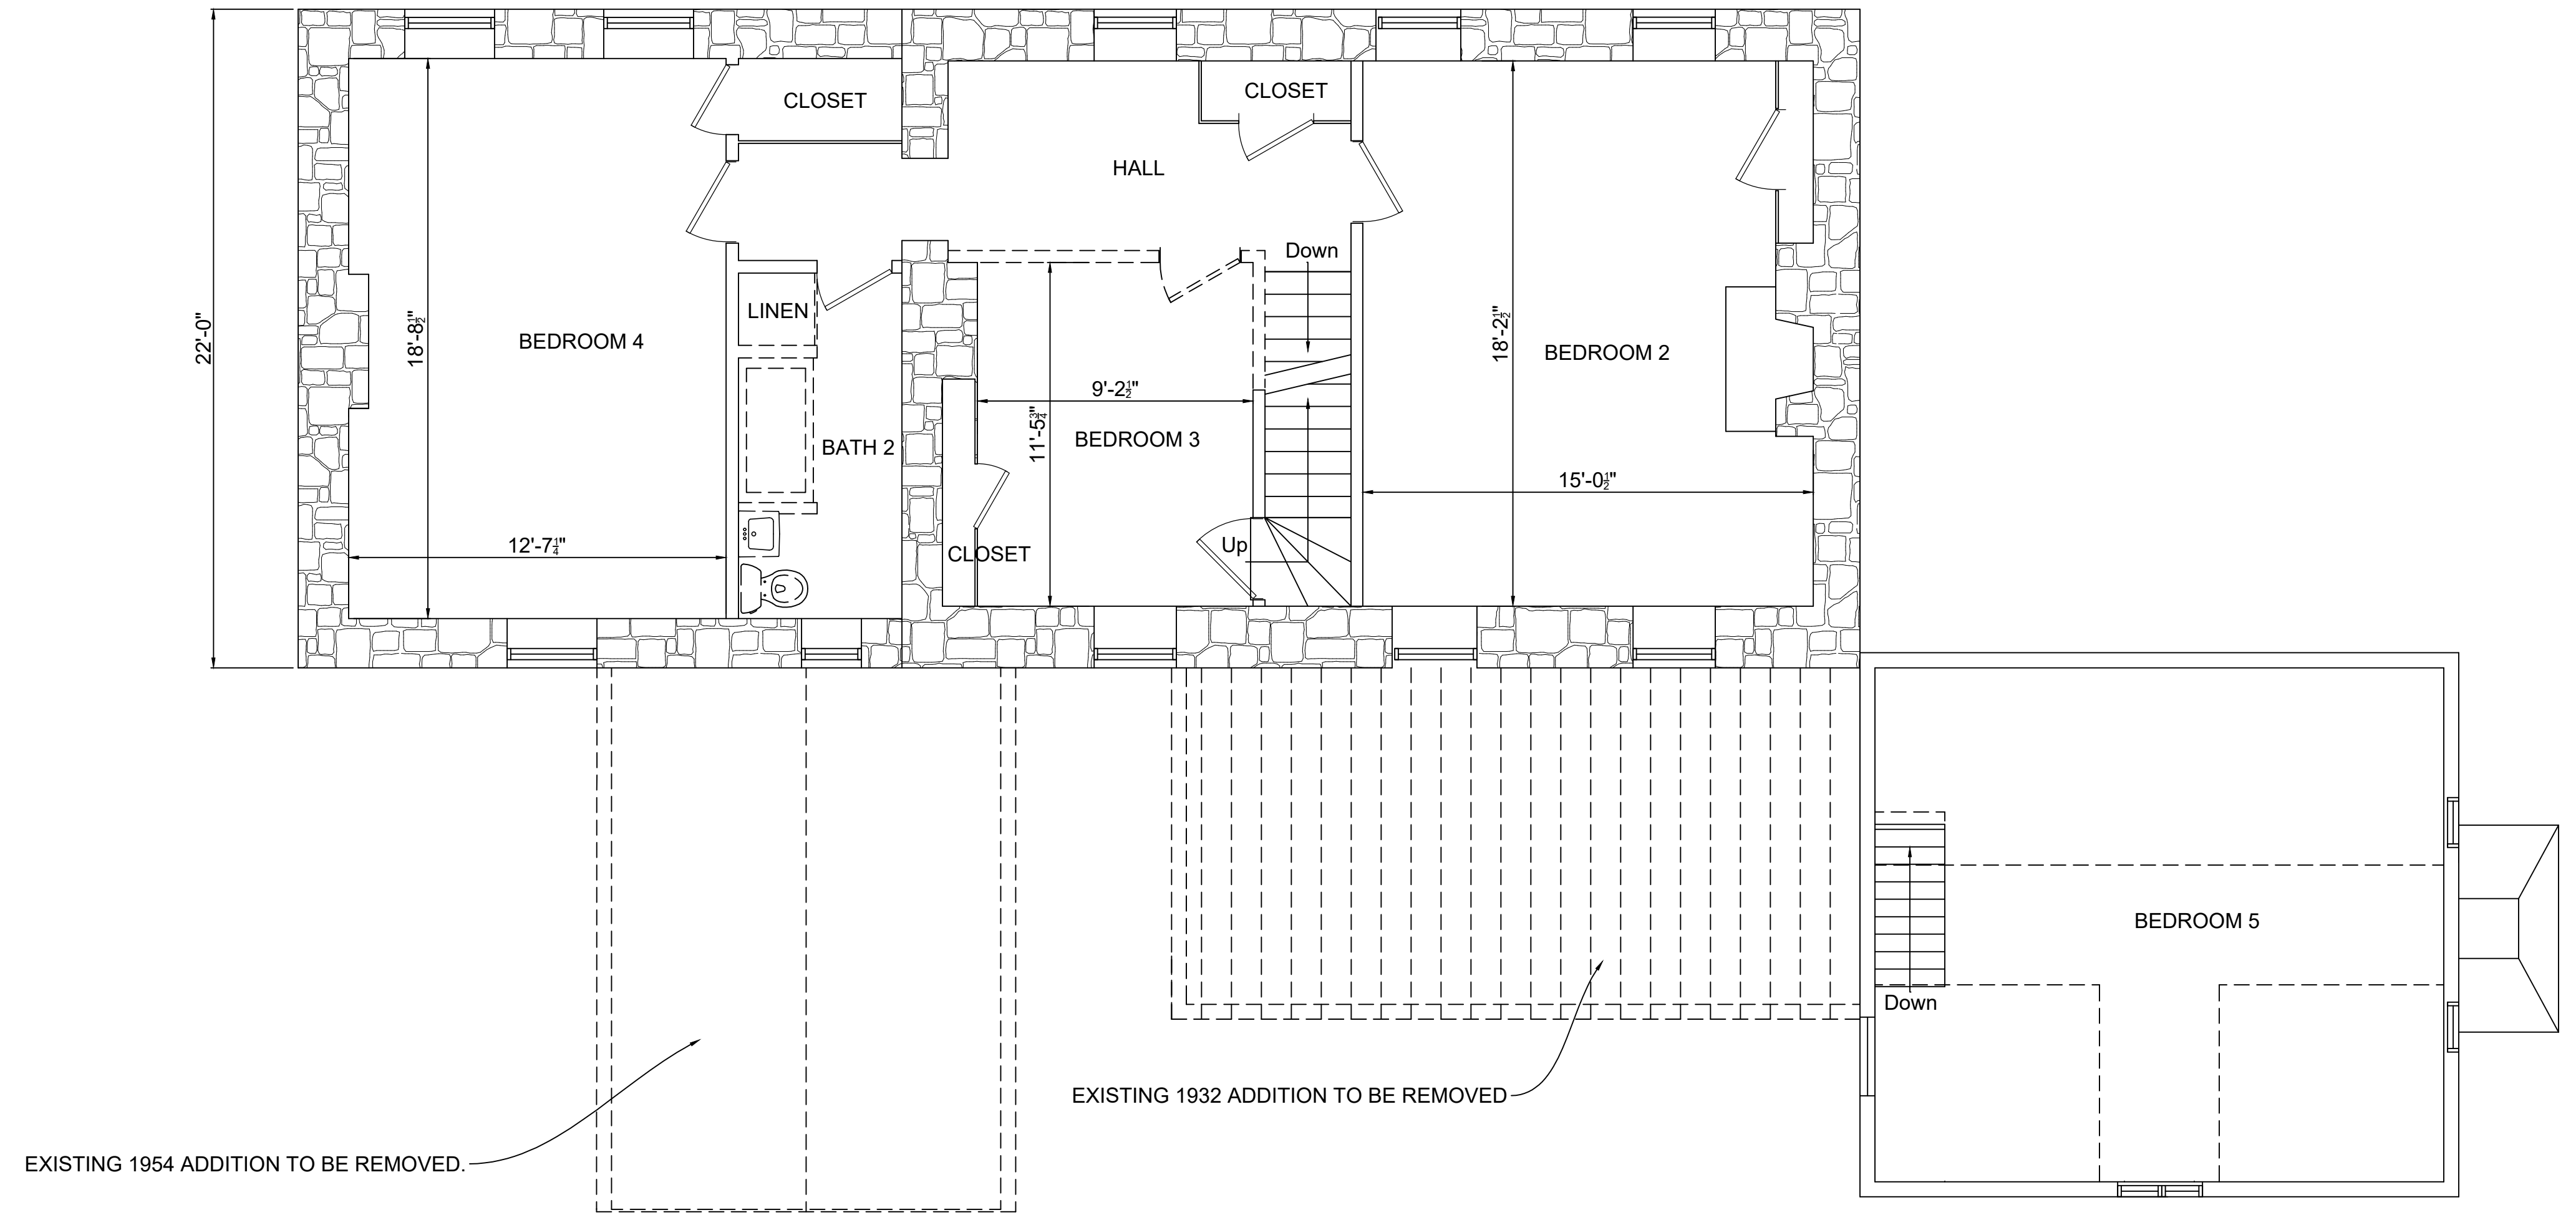 CLOSET
CLOSET
HALL
Down
LINEN
22'-0"
18'-8½"
BEDROOM 4
18'-2½"
BEDROOM 2
9'-2½"
11'-5¾"
BEDROOM 3
BATH 2
15'-0½"
12'-7¼"
CLOSET
Up
BEDROOM 5
Down
EXISTING 1932 ADDITION TO BE REMOVED
EXISTING 1954 ADDITION TO BE REMOVED.